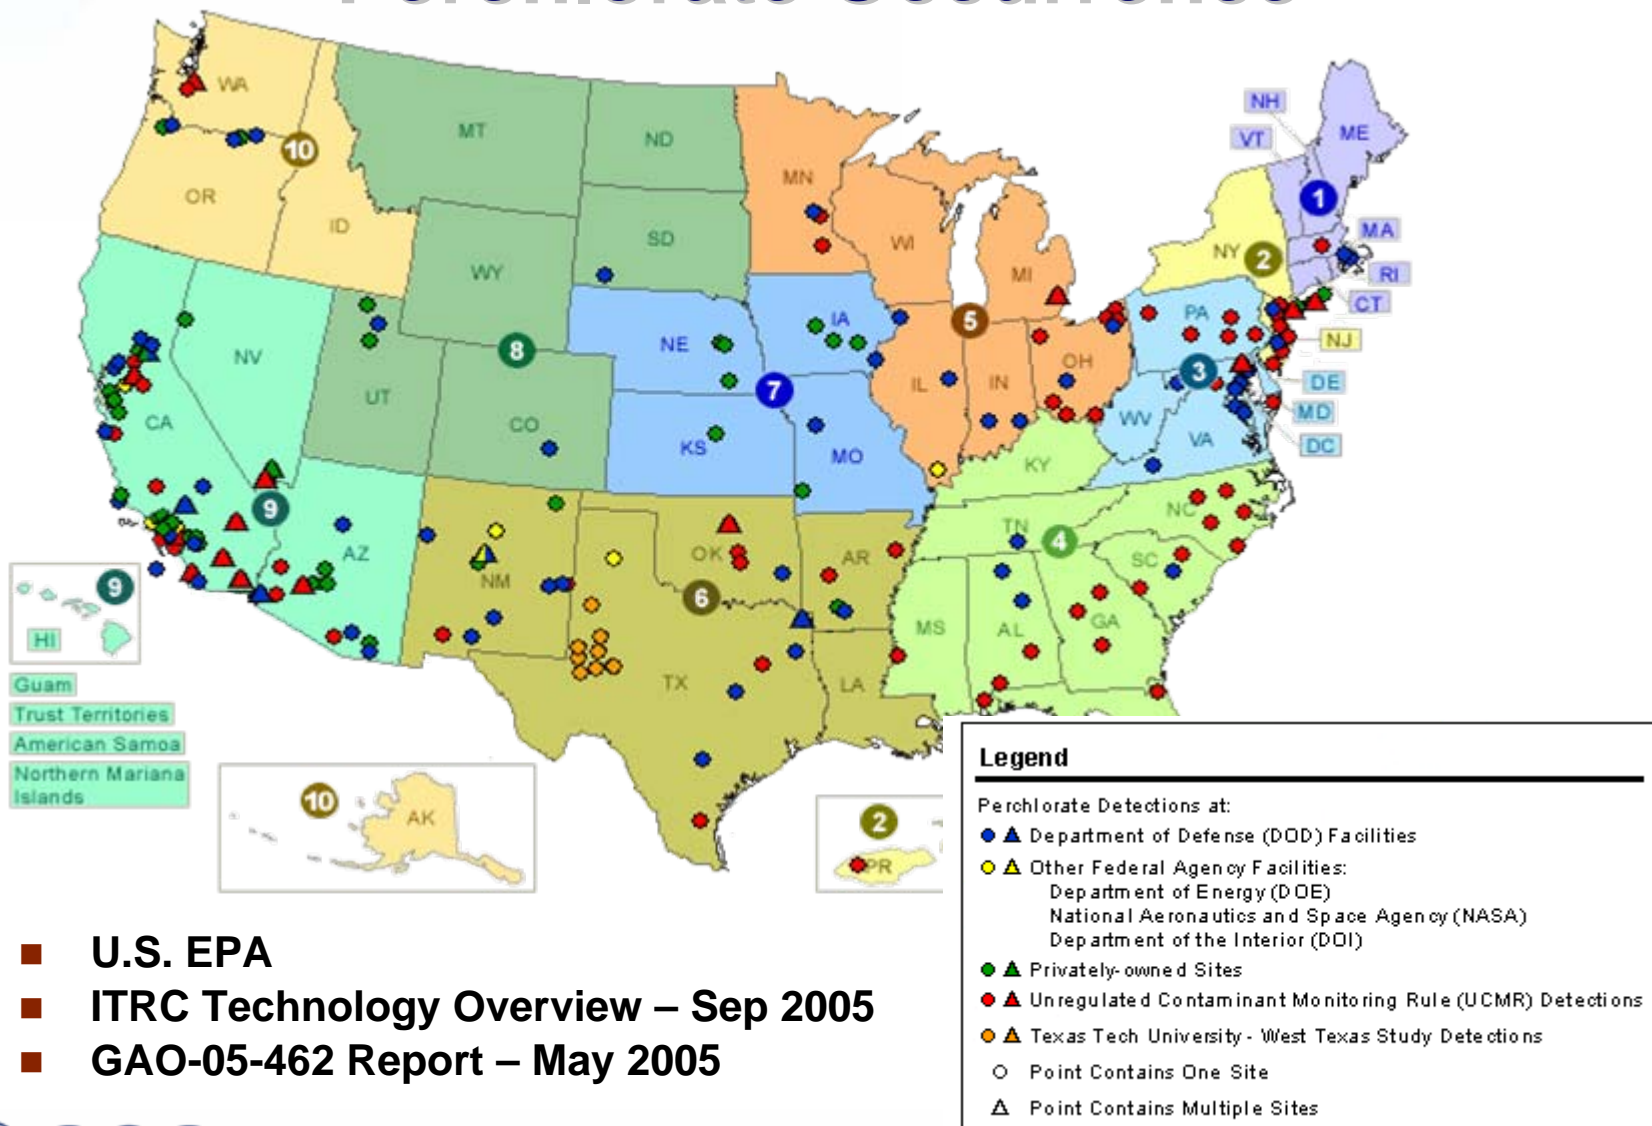 Perchlorate Occurrence
WA
MT
ND
MN
OR
ID
WY
SD
WI
MI
NH
VT
ME
1
MA
RI
CT
NY
2
10
NV
UT
8
CO
NE
IA
7
KS
MO
5
IL
IN
OH
PA
3
WV
VA
NJ
DE
MD
DC
CA
9
AZ
NM
OK
6
TX
AR
LA
KY
TN
4
NC
SC
MS
AL
GA
9
HI
Guam
Trust Territories
American Samoa
Northern Mariana
Islands
10
AK
2
PR
Legend
Perchlorate Detections at:
Department of Defense (DOD) Facilities
Other Federal Agency Facilities:
Department of Energy (DOE)
National Aeronautics and Space Agency (NASA)
Department of the Interior (DOI)
Privately-owned Sites
Unregulated Contaminant Monitoring Rule (UCMR) Detections
Texas Tech University - West Texas Study Detections
Point Contains One Site
Point Contains Multiple Sites
U.S. EPA
ITRC Technology Overview – Sep 2005
GAO-05-462 Report – May 2005